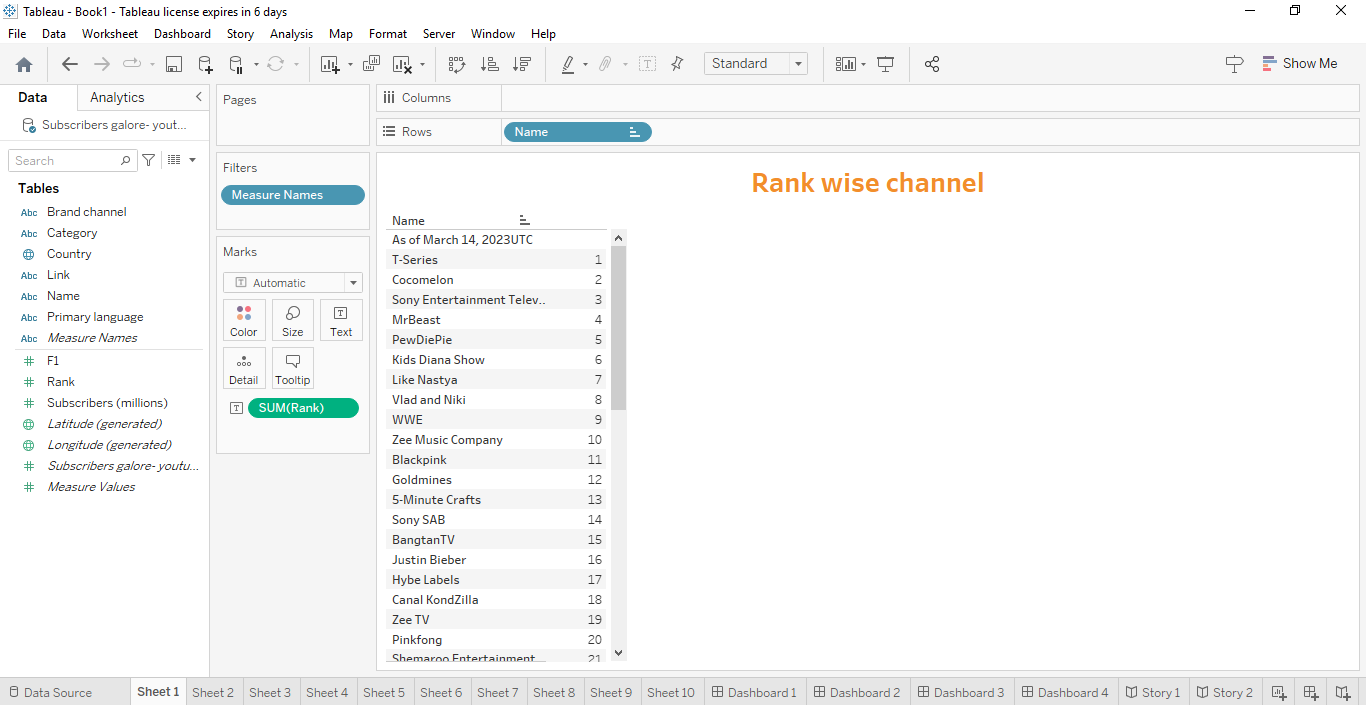 Tableau - Book1 - Tableau license expires in 6 days
File Data Worksheet Dashboard Story Analysis Map Format Server Window Help
Standard
Show Me
Data Analytics
Subscribers galore- yout...
Search
Tables
Abc Brand channel
Abc Category
Country
Abc Link
Abc Name
Abc Primary language
Abc Measure Names
F1
Rank
Subscribers (millions)
Latitude (generated)
Longitude (generated)
Subscribers galore- youtu...
Measure Values
Pages
Filters
Measure Names
Marks
Automatic
Color Size Text
Detail Tooltip
SUM(Rank)
Columns
Rows Name
Rank wise channel
Name
As of March 14, 2023UTC
T-Series 1
Cocomelon 2
Sony Entertainment Telev.. 3
MrBeast 4
PewDiePie 5
Kids Diana Show 6
Like Nastya 7
Vlad and Niki 8
WWE 9
Zee Music Company 10
Blackpink 11
Goldmines 12
5-Minute Crafts 13
Sony SAB 14
BangtanTV 15
Justin Bieber 16
Hybe Labels 17
Canal KondZilla 18
Zee TV 19
Pinkfong 20
Shemaroo Entertainment 21
Data Source Sheet 1 Sheet 2 Sheet 3 Sheet 4 Sheet 5 Sheet 6 Sheet 7 Sheet 8 Sheet 9 Sheet 10 Dashboard 1 Dashboard 2 Dashboard 3 Dashboard 4 Story 1 Story 2